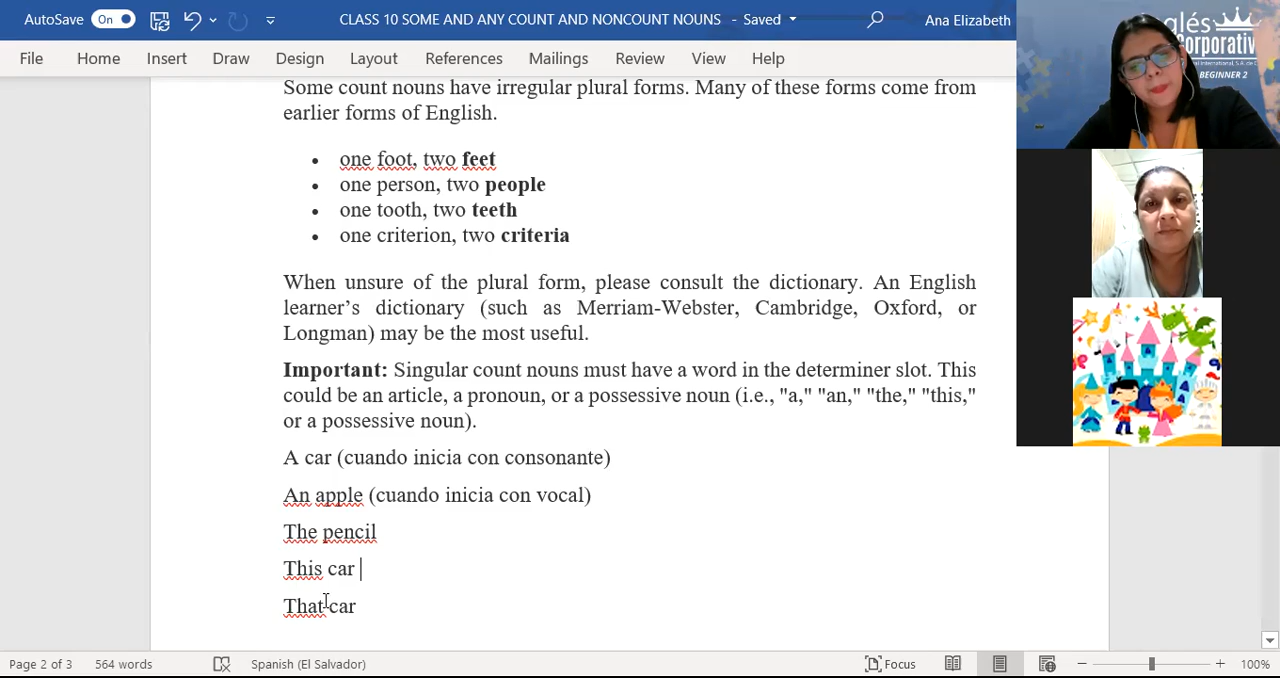 AutoSave On CLASS 10 SOME AND ANY COUNT AND NONCOUNT NOUNS - Saved Ana Elizabeth
File Home Insert Draw Design Layout References Mailings Review View Help
Some count nouns have irregular plural forms. Many of these forms come from
earlier forms of English.
• one foot, two feet
• one person, two people
• one tooth, two teeth
• one criterion, two criteria
When unsure of the plural form, please consult the dictionary. An English
learner's dictionary (such as Merriam-Webster, Cambridge, Oxford, or
Longman) may be the most useful.
Important: Singular count nouns must have a word in the determiner slot. This
could be an article, a pronoun, or a possessive noun (i.e., "a," "an," "the," "this,"
or a possessive noun).
A car (cuando inicia con consonante)
An apple (cuando inicia con vocal)
The pencil
This car
That car
Page 2 of 3 564 words Spanish (El Salvador) Focus 100%
BEGINNER 2